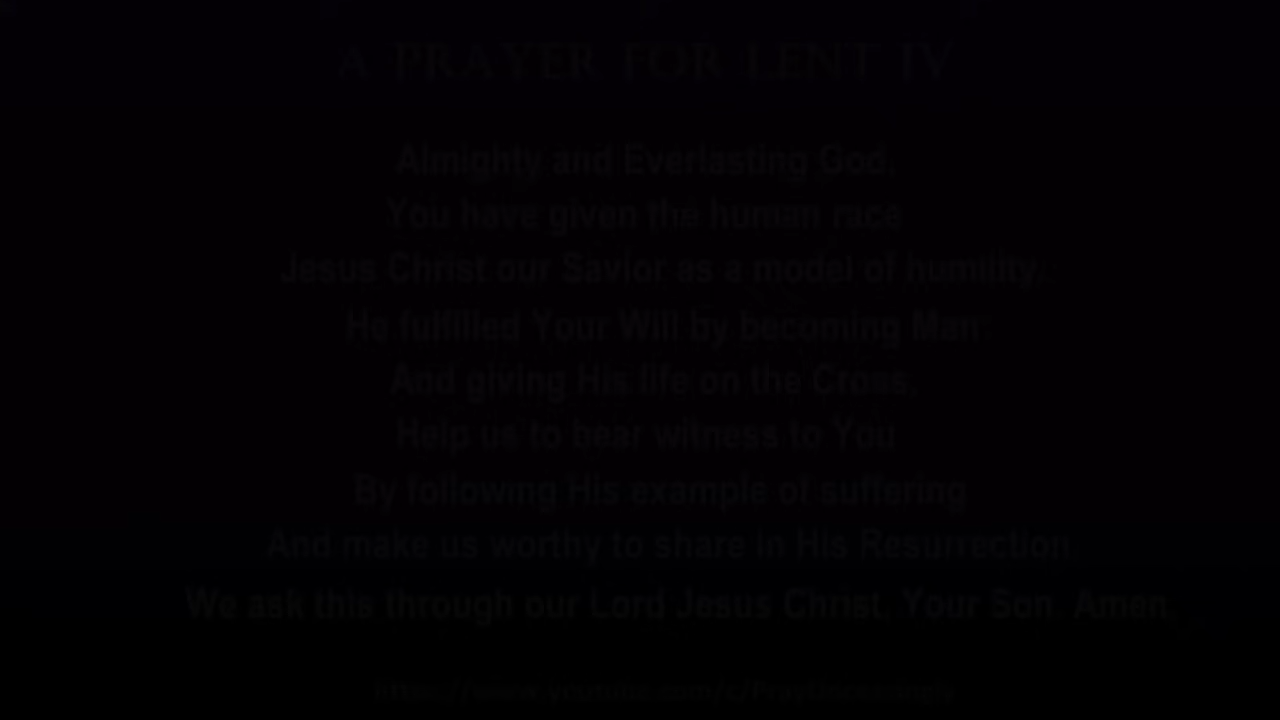 A PRAYER FOR LENT IV
Almighty and Everlasting God,
You have given the human race
Jesus Christ our Savior as a model of humility.
He fulfilled Your Will by becoming Man
And giving His life on the Cross.
Help us to bear witness to You
By following His example of suffering
And make us worthy to share in His Resurrection.
We ask this through our Lord Jesus Christ, Your Son. Amen.